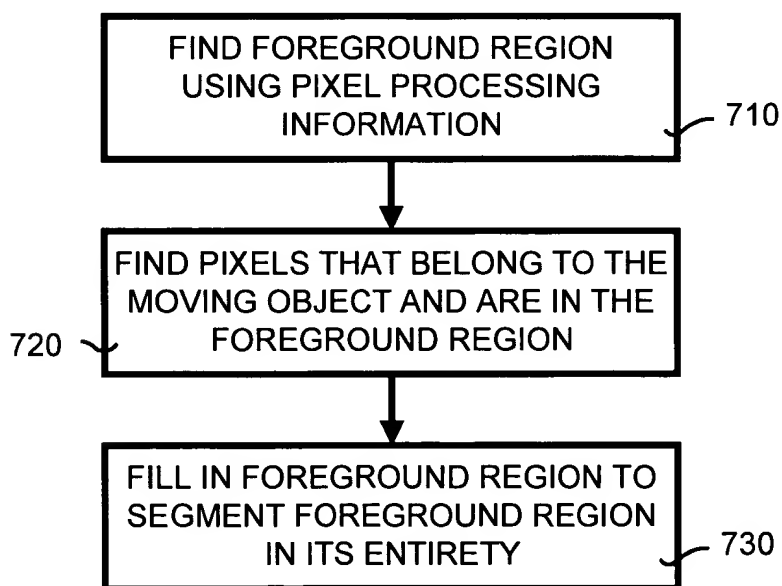 FIND FOREGROUND REGION
USING PIXEL PROCESSING
INFORMATION
710
FIND PIXELS THAT BELONG TO THE
MOVING OBJECT AND ARE IN THE
FOREGROUND REGION
720
FILL IN FOREGROUND REGION TO
SEGMENT FOREGROUND REGION
IN ITS ENTIRETY
730